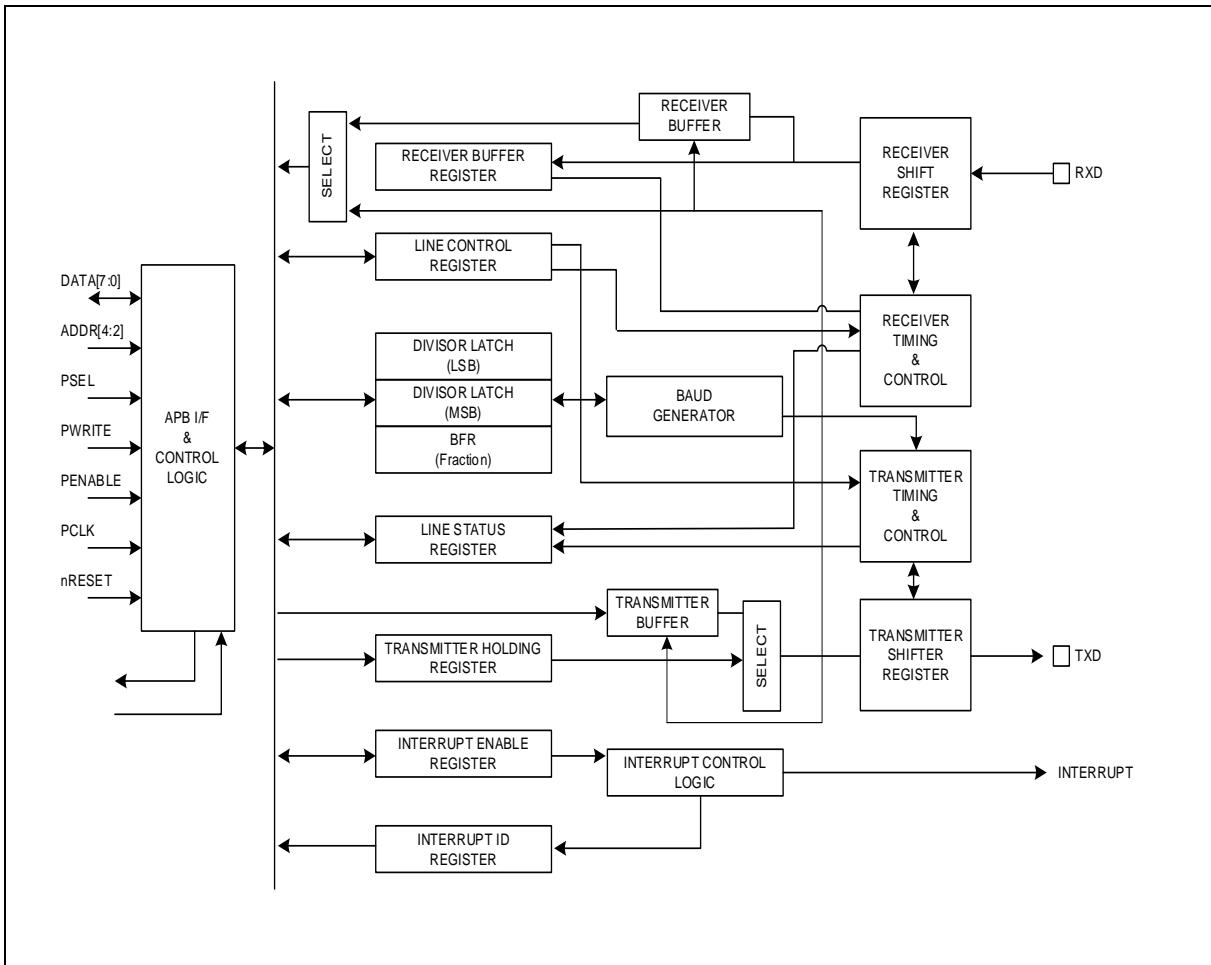 RECEIVER
BUFFER
SELECT
RECEIVER BUFFER
REGISTER
RECEIVER
SHIFT
REGISTER
RXD
LINE CONTROL
REGISTER
DATA[7:0]
ADDR[4:2]
PSEL
PWRITE
PENABLE
PCLK
nRESET
APB I/F
&
CONTROL
LOGIC
DIVISOR LATCH
(LSB)
DIVISOR LATCH
(MSB)
BFR
(Fraction)
BAUD
GENERATOR
RECEIVER
TIMING
&
CONTROL
TRANSMITTER
TIMING
&
CONTROL
LINE STATUS
REGISTER
TRANSMITTER
BUFFER
TRANSMITTER HOLDING
REGISTER
SELECT
TRANSMITTER
SHIFTER
REGISTER
TXD
INTERRUPT ENABLE
REGISTER
INTERRUPT CONTROL
LOGIC
INTERRUPT
INTERRUPT ID
REGISTER